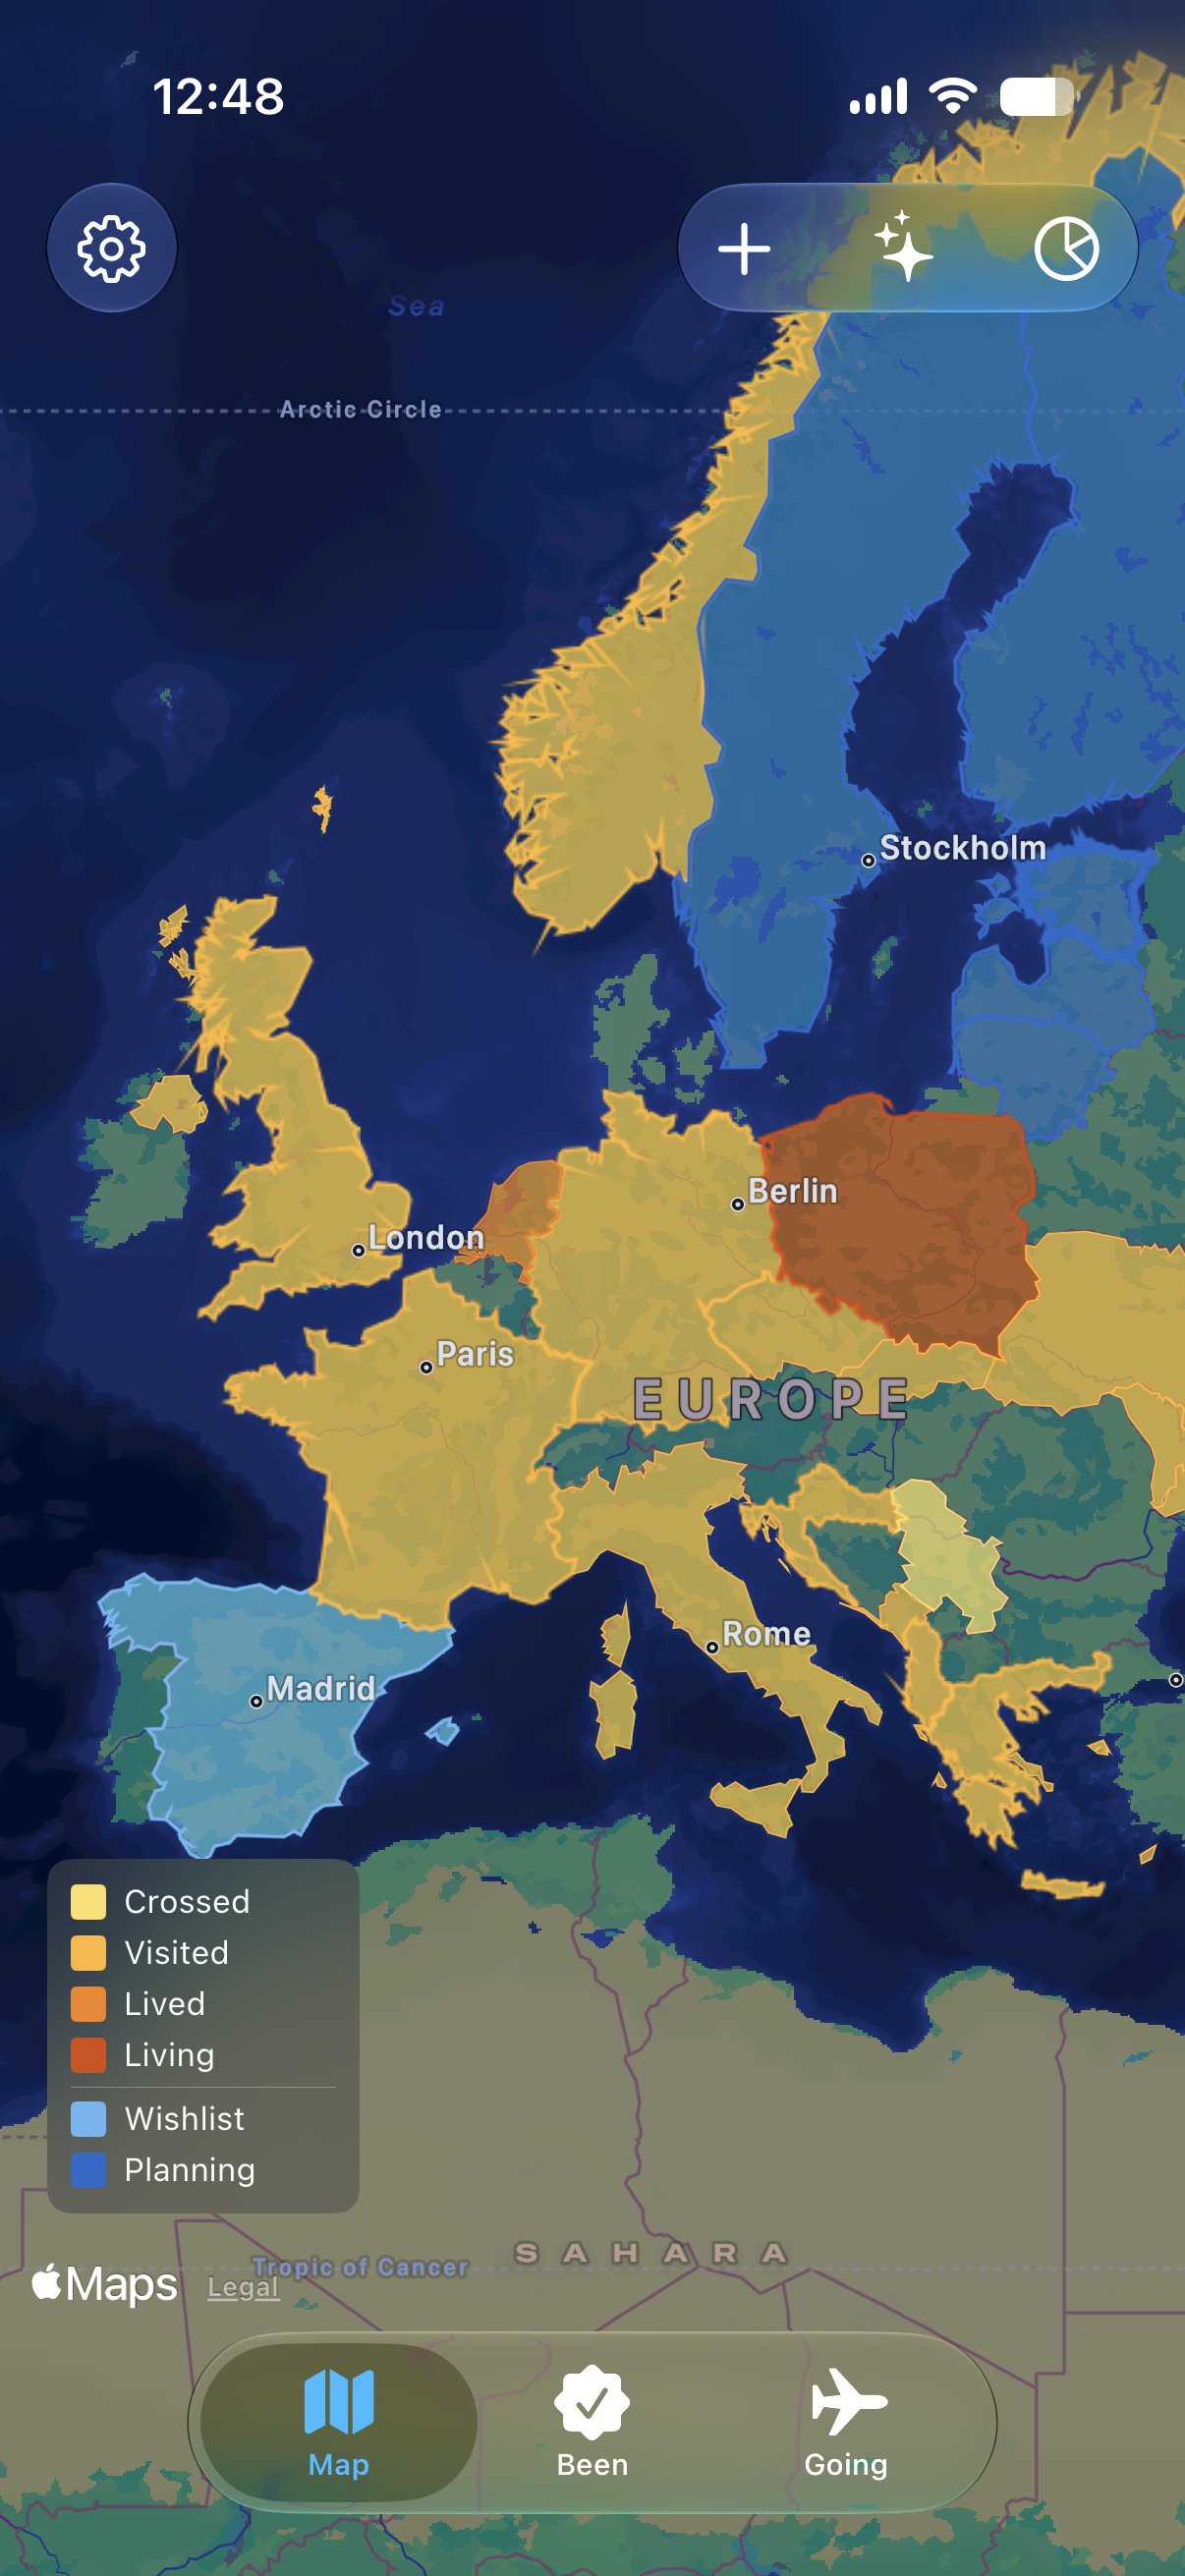 12:48
Sea
Arctic Circle
Stockholm
Berlin
London
Paris
EUROPE
Rome
Madrid
Crossed
Visited
Lived
Living
Wishlist
Planning
SAHARA
Tropic of Cancer
Maps Legal
Map Been Going